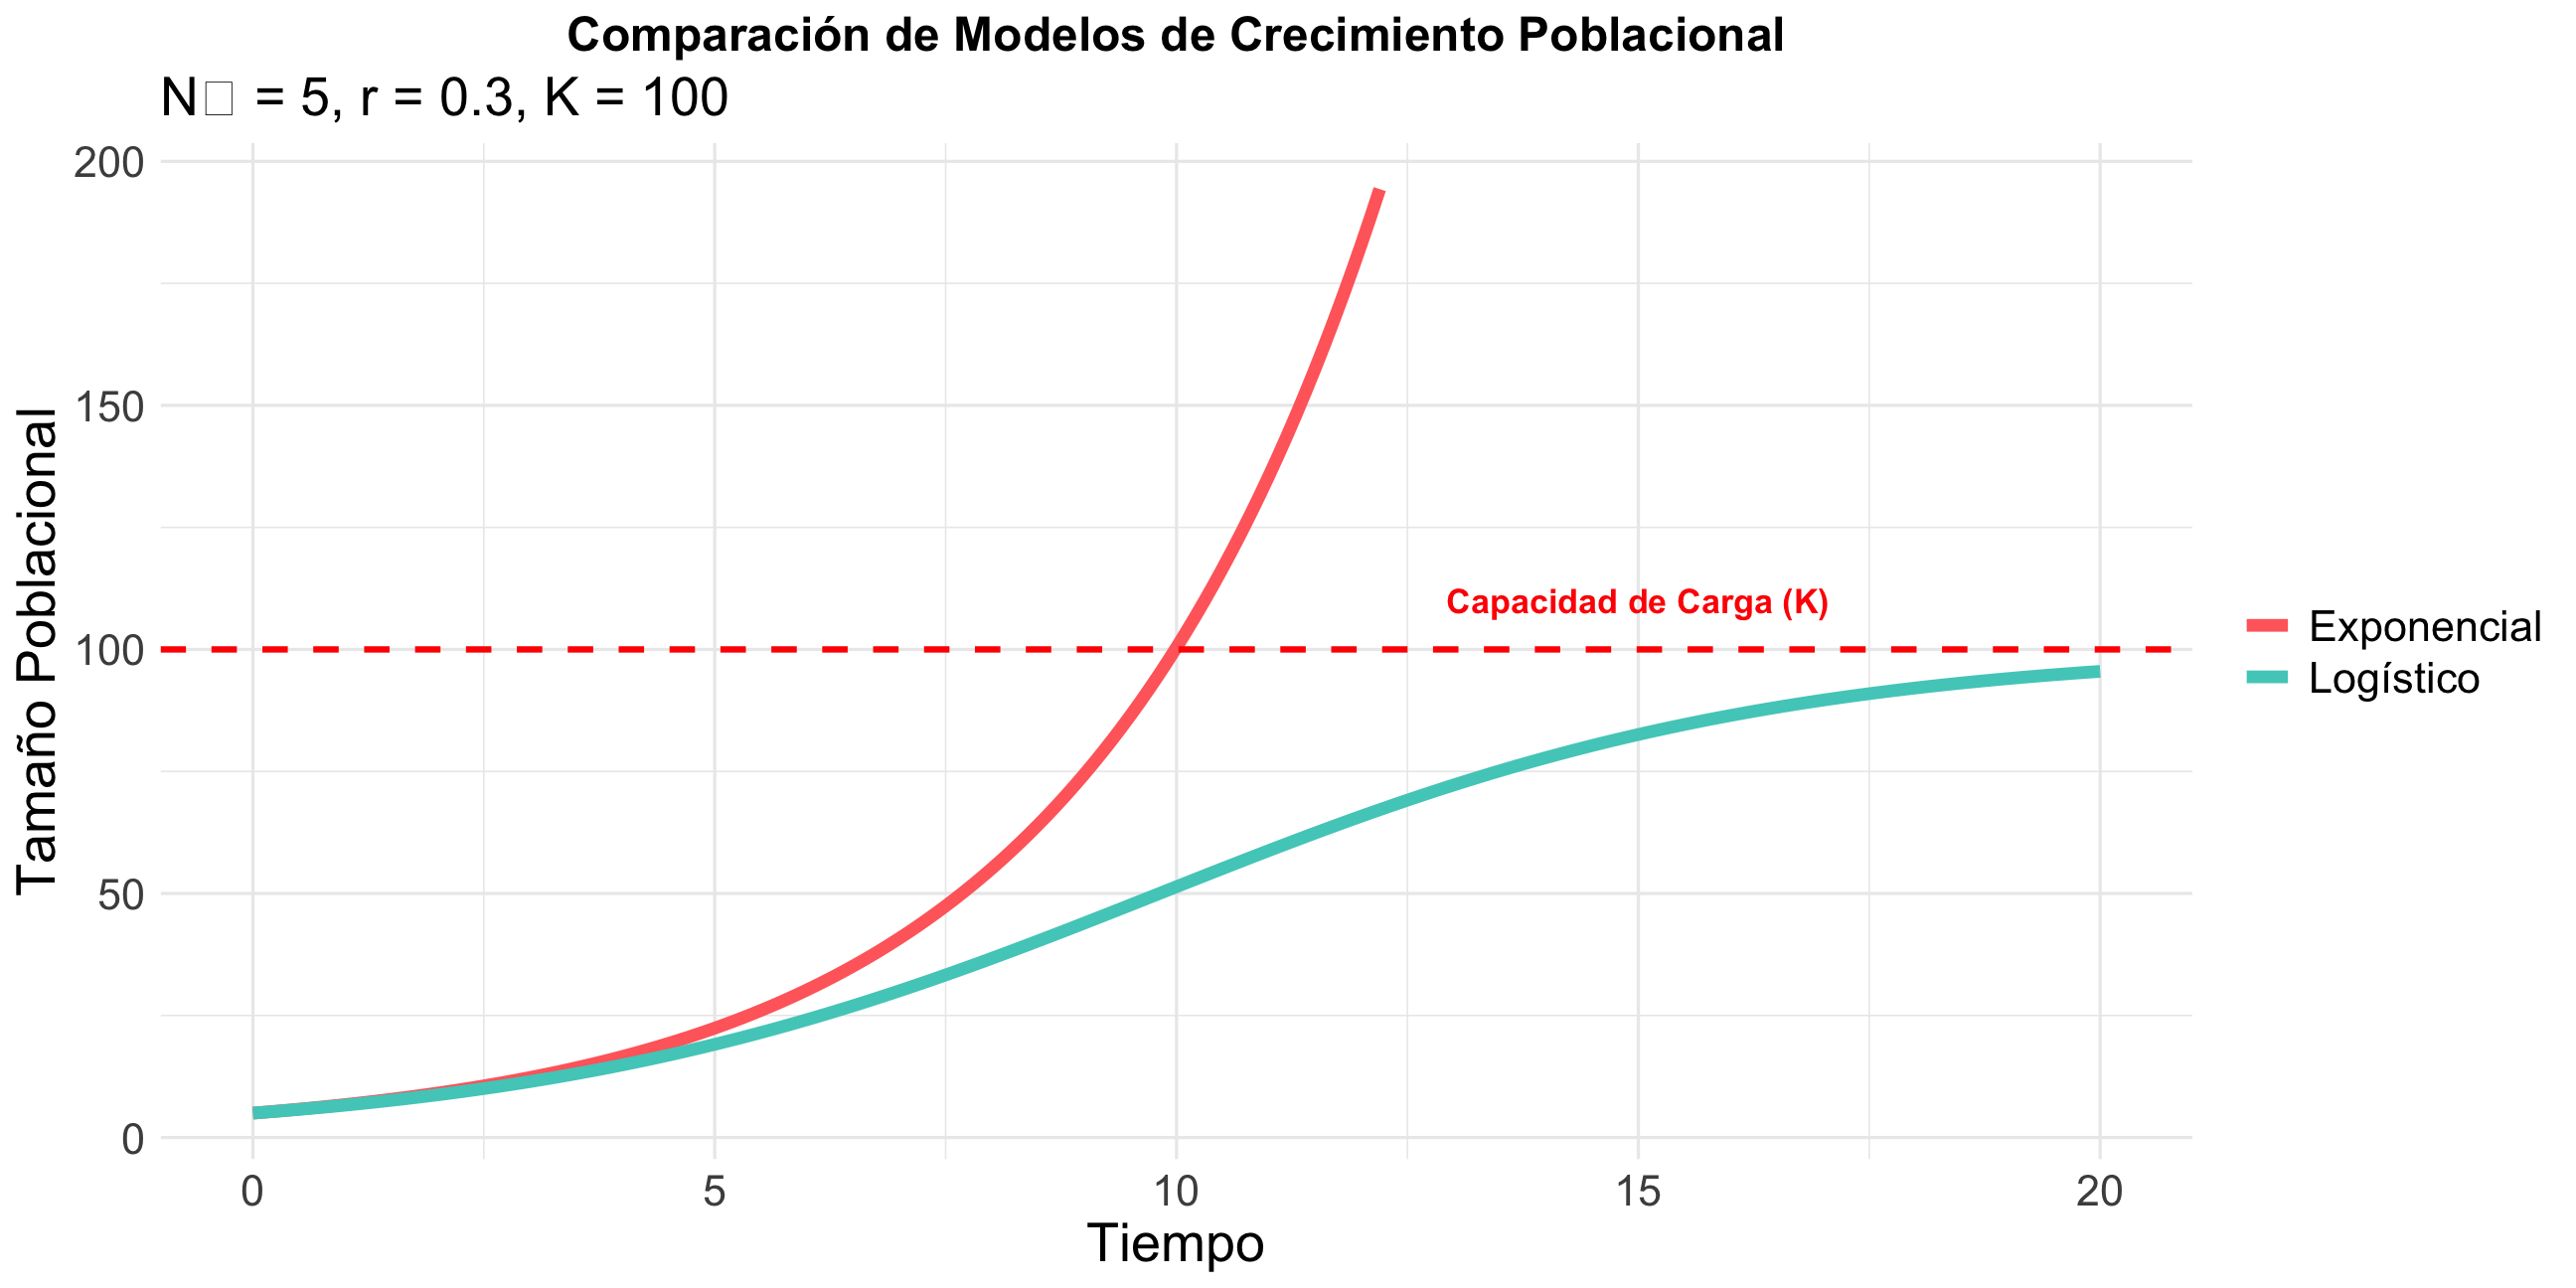 Comparación de Modelos de Crecimiento Poblacional
N□ = 5, r = 0.3, K = 100
200
150
100
50
0
Tamaño Poblacional
Capacidad de Carga (K)
Exponencial
Logístico
0
5
10
15
20
Tiempo